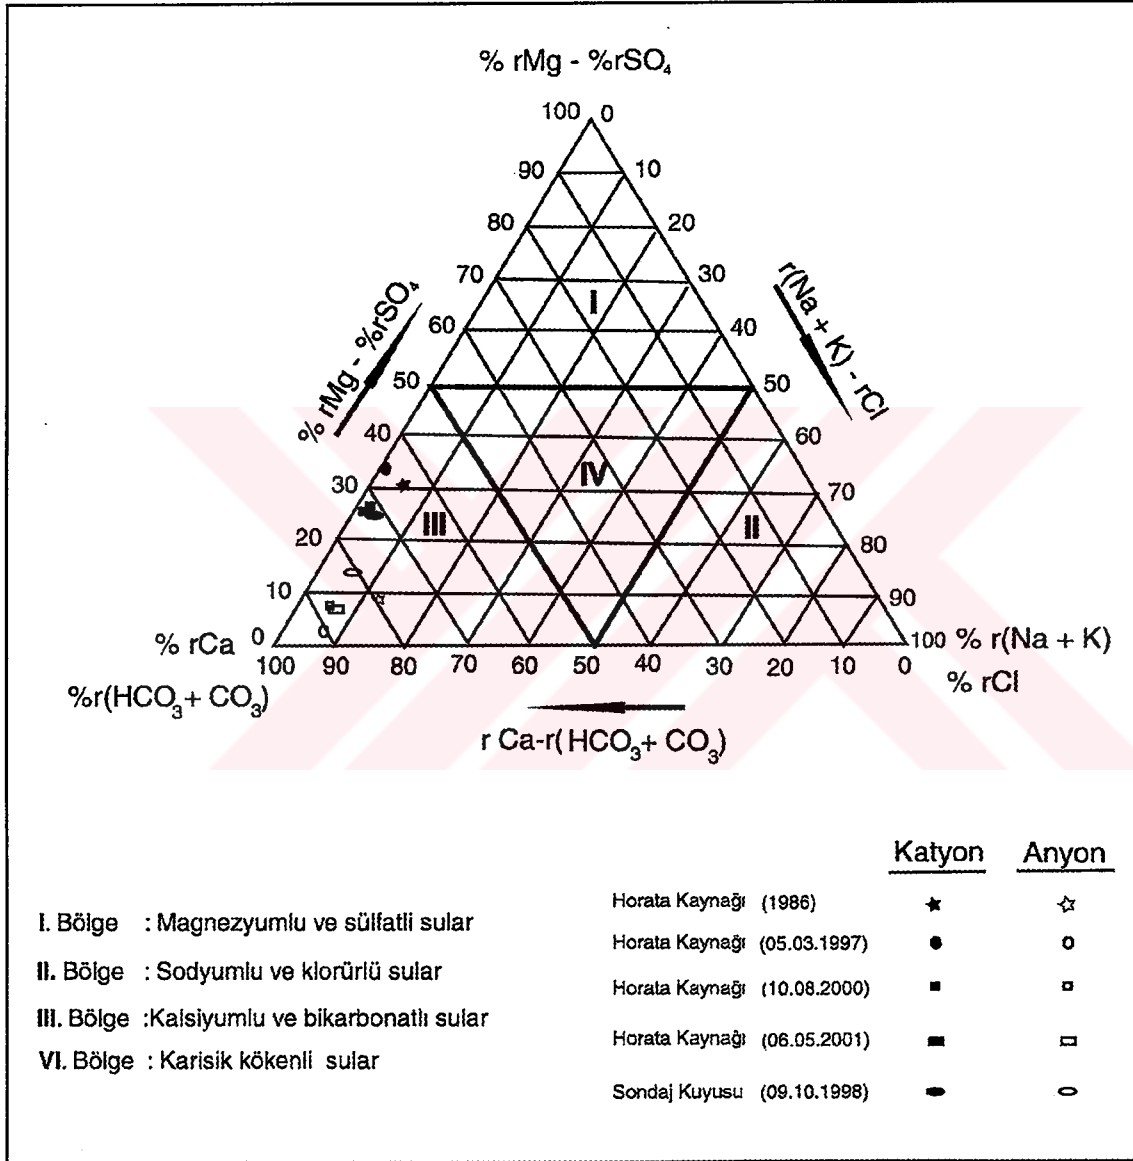 % rMg - %rSO₄
100 0
90 10
80 20
70 30
I
60 40
50 50
40 60
IV
30 70
III II
20 80
10 90
% rMg - %rSO₄
r(Na + K) - rCl
% rCa 0 100 % r(Na + K)
100 90 80 70 60 50 40 30 20 10 0
%r(HCO₃+ CO₃) % rCl
r Ca-r(HCO₃+ CO₃)
Katyon Anyon
I. Bölge : Magnezyumlu ve sülfatli sular
II. Bölge : Sodyumlu ve klorürlü sular
III. Bölge :Kalsiyumlu ve bikarbonatlı sular
VI. Bölge : Karisik kökenli sular
Horata Kaynağı (1986)
Horata Kaynağı (05.03.1997)
Horata Kaynağı (10.08.2000)
Horata Kaynağı (06.05.2001)
Sondaj Kuyusu (09.10.1998)